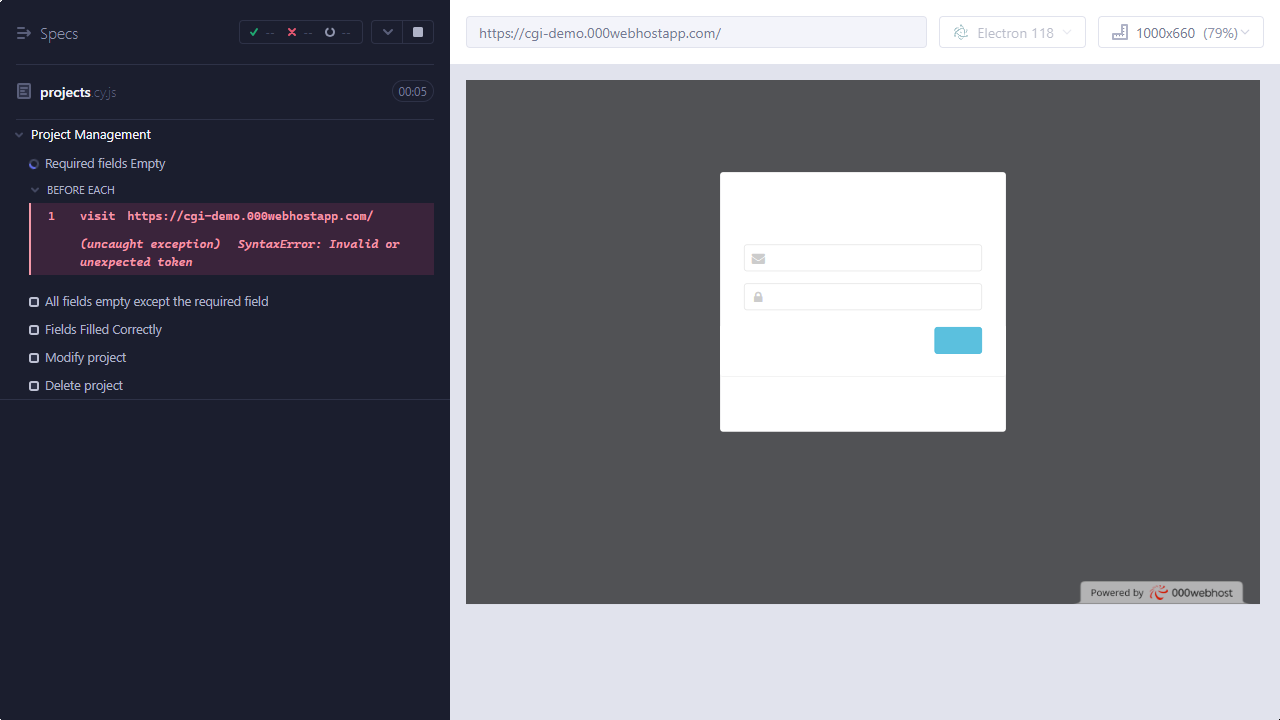 Specs
--
--
--
projects.cy.js
00:05
Project Management
Required fields Empty
BEFORE EACH
1 visit https://cgi-demo.000webhostapp.com/
(uncaught exception) SyntaxError: Invalid or
unexpected token
All fields empty except the required field
Fields Filled Correctly
Modify project
Delete project
https://cgi-demo.000webhostapp.com/
Electron 118
1000x660 (79%)
Powered by 000webhost